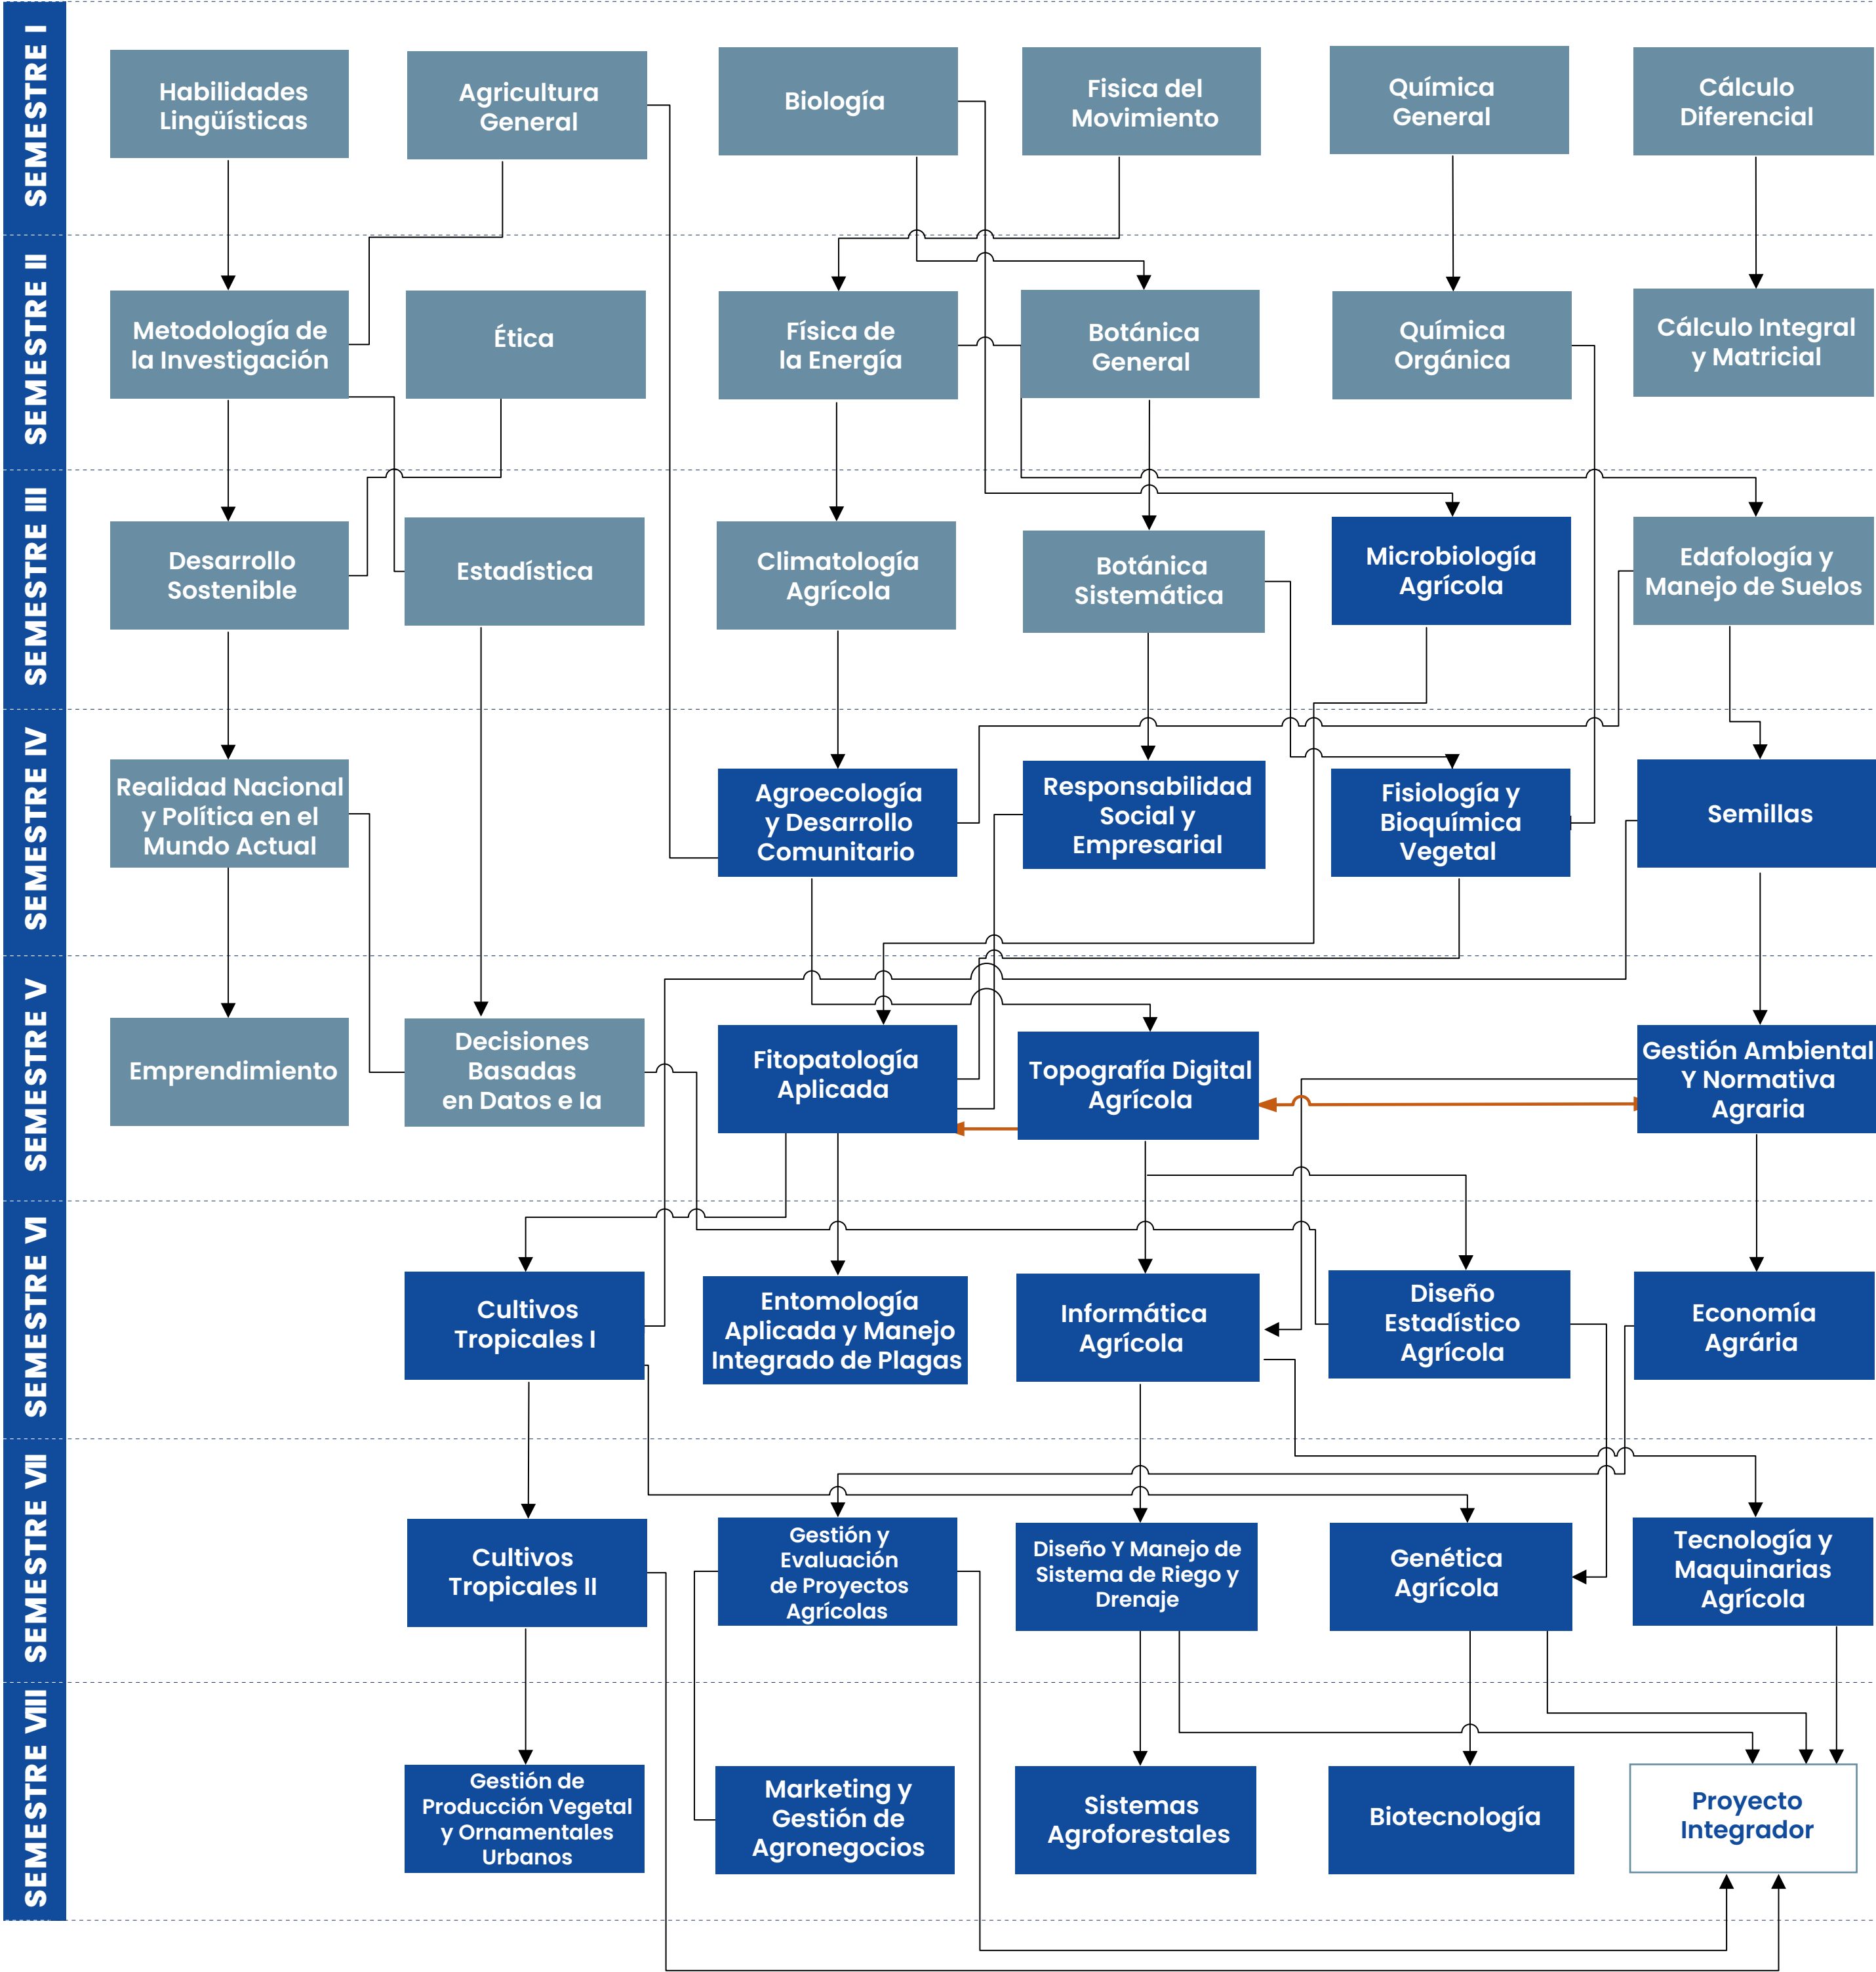 SEMESTRE I
Habilidades
Lingüísticas
Agricultura
General
Biología
Fisica del
Movimiento
Química
General
Cálculo
Diferencial
SEMESTRE II
Metodología de
la Investigación
Ética
Física de
la Energía
Botánica
General
Química
Orgánica
Cálculo Integral
y Matricial
SEMESTRE III
Desarrollo
Sostenible
Estadística
Climatología
Agrícola
Botánica
Sistemática
Microbiología
Agrícola
Edafología y
Manejo de Suelos
SEMESTRE IV
Realidad Nacional
y Política en el
Mundo Actual
Agroecología
y Desarrollo
Comunitario
Responsabilidad
Social y
Empresarial
Fisiología y
Bioquímica
Vegetal
Semillas
SEMESTRE V
Emprendimiento
Decisiones
Basadas
en Datos e Ia
Fitopatología
Aplicada
Topografía Digital
Agrícola
Gestión Ambiental
Y Normativa
Agraria
SEMESTRE VI
Cultivos
Tropicales I
Entomología
Aplicada y Manejo
Integrado de Plagas
Informática
Agrícola
Diseño
Estadístico
Agrícola
Economía
Agrária
SEMESTRE VII
Cultivos
Tropicales II
Gestión y
Evaluación
de Proyectos
Agrícolas
Diseño Y Manejo de
Sistema de Riego y
Drenaje
Genética
Agrícola
Tecnología y
Maquinarias
Agrícola
SEMESTRE VIII
Gestión de
Producción Vegetal
y Ornamentales
Urbanos
Marketing y
Gestión de
Agronegocios
Sistemas
Agroforestales
Biotecnología
Proyecto
Integrador